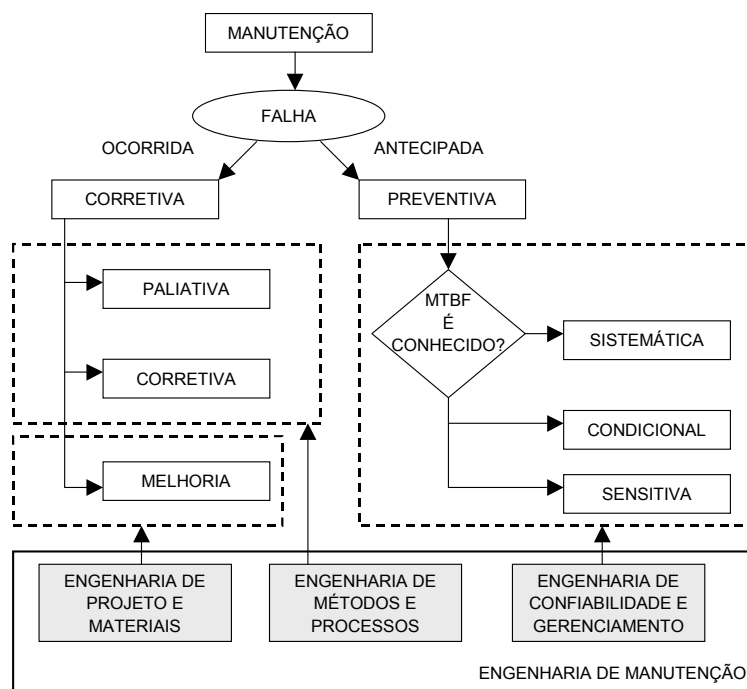 MANUTENÇÃO
FALHA
OCORRIDA
ANTECIPADA
CORRETIVA
PREVENTIVA
PALIATIVA
CORRETIVA
MELHORIA
MTBF
É
CONHECIDO?
SISTEMÁTICA
CONDICIONAL
SENSITIVA
ENGENHARIA DE
PROJETO E
MATERIAIS
ENGENHARIA DE
MÉTODOS E
PROCESSOS
ENGENHARIA DE
CONFIABILIDADE E
GERENCIAMENTO
ENGENHARIA DE MANUTENÇÃO